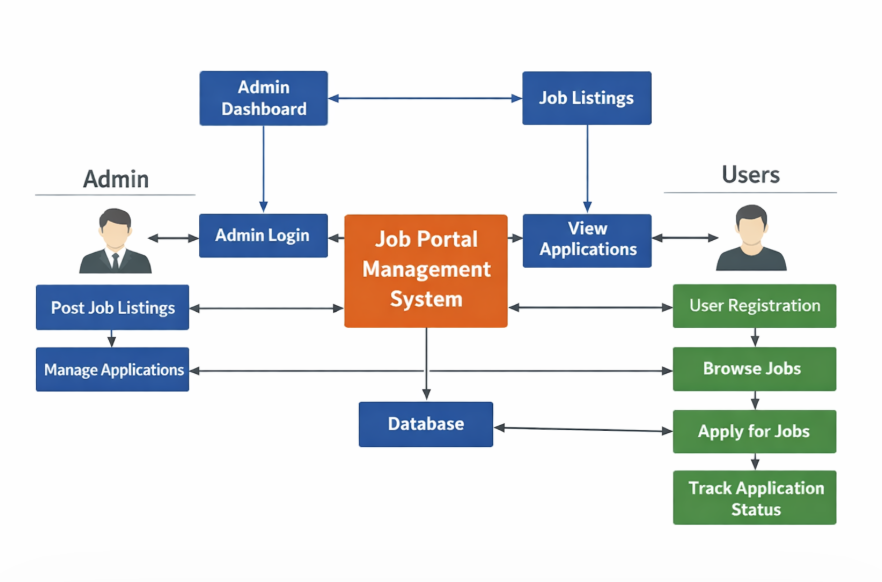 Admin
Dashboard
Job Listings
Admin
Users
Admin Login
Job Portal
Management
System
View
Applications
Post Job Listings
User Registration
Manage Applications
Browse Jobs
Database
Apply for Jobs
Track Application
Status